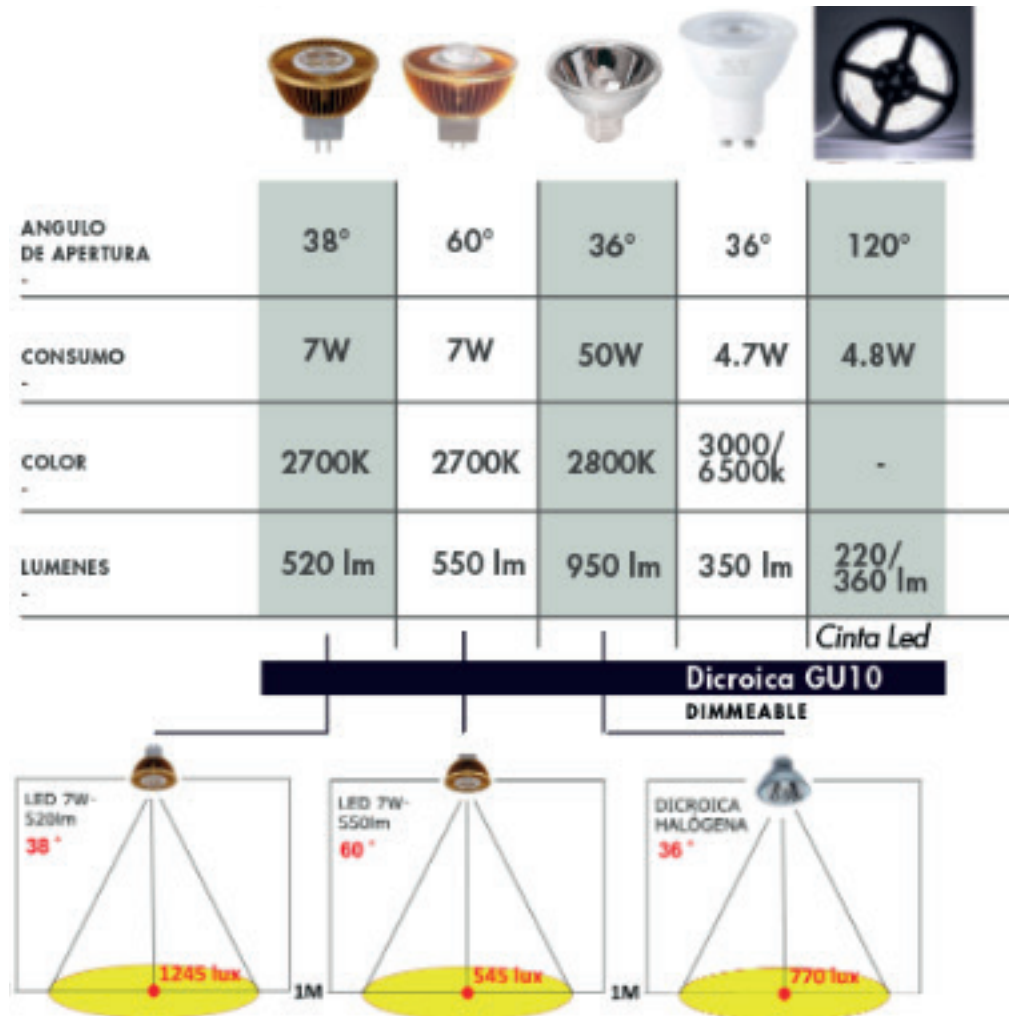 ANGULO
DE APERTURA
-
38°
60°
36°
36°
120°
CONSUMO
-
7W
7W
50W
4.7W
4.8W
COLOR
-
2700K
2700K
2800K
3000/
6500k
-
LUMENES
-
520 lm
550 lm
950 lm
350 lm
220/
360 lm
Cinta Led
Dicroica GU10
DIMMEABLE
LED 7W-
520lm
38°
1245 lux
1M
LED 7W-
550lm
60°
545 lux
1M
DICROICA
HALÓGENA
36°
770 lux